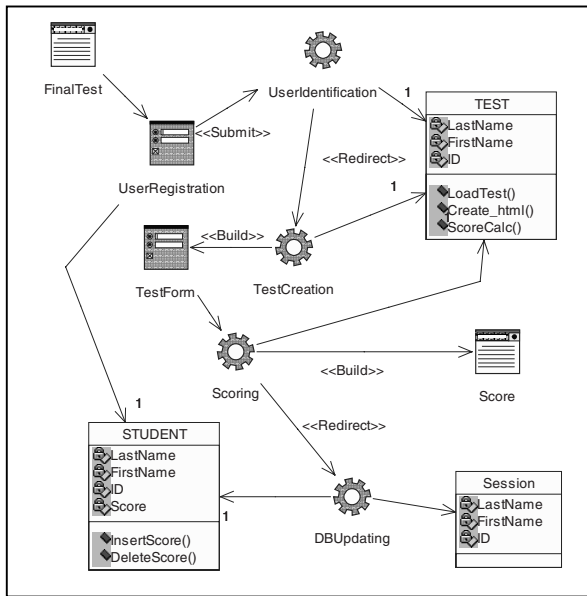 FinalTest
UserIdentification
1
TEST
LastName
FirstName
ID
LoadTest()
Create_html()
ScoreCalc()
<<Submit>>
UserRegistration
<<Redirect>>
1
<<Build>>
TestForm
TestCreation
Scoring
<<Build>>
Score
<<Redirect>>
1
STUDENT
LastName
FirstName
ID
Score
InsertScore()
DeleteScore()
1
DBUpdating
Session
LastName
FirstName
ID